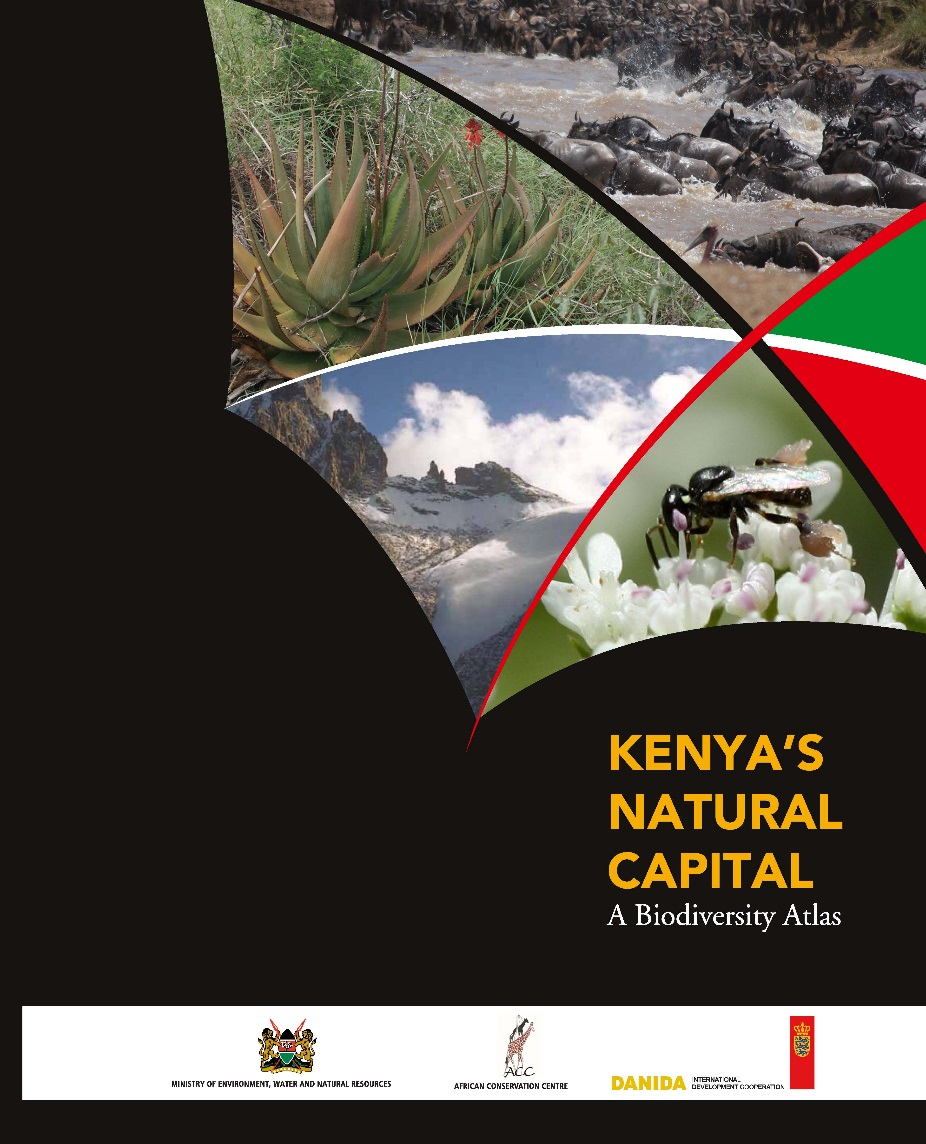 KENYA'S
NATURAL
CAPITAL
A Biodiversity Atlas
MINISTRY OF ENVIRONMENT, WATER AND NATURAL RESOURCES
ACC
AFRICAN CONSERVATION CENTRE
DANIDA
INTERNATIONAL
DEVELOPMENT COOPERATION